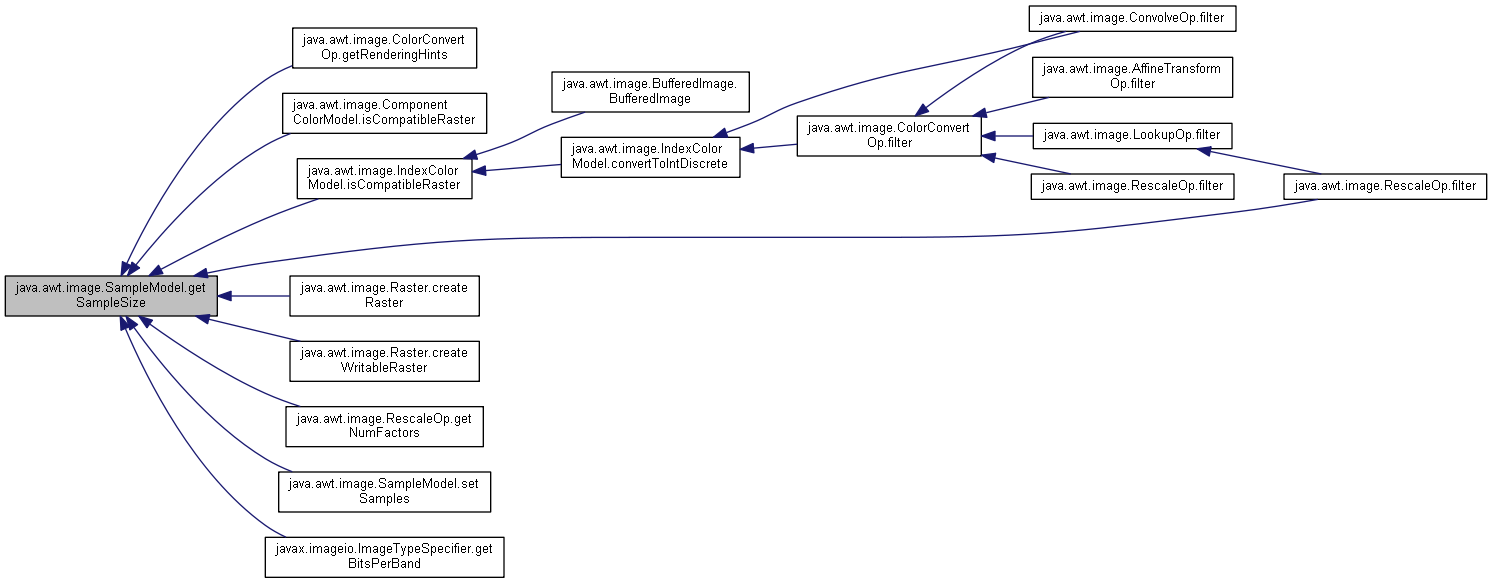 java.awt.image.ConvolveOp.filter
java.awt.image.ColorConvert
Op.getRenderingHints
java.awt.image.AffineTransform
Op.filter
java.awt.image.BufferedImage.
BufferedImage
java.awt.image.Component
ColorModel.isCompatibleRaster
java.awt.image.ColorConvert
Op.filter
java.awt.image.LookupOp.filter
java.awt.image.IndexColor
Model.convertToIntDiscrete
java.awt.image.IndexColor
Model.isCompatibleRaster
java.awt.image.RescaleOp.filter
java.awt.image.RescaleOp.filter
java.awt.image.SampleModel.get
SampleSize
java.awt.image.Raster.create
Raster
java.awt.image.Raster.create
WritableRaster
java.awt.image.RescaleOp.get
NumFactors
java.awt.image.SampleModel.set
Samples
javax.imageio.ImageTypeSpecifier.get
BitsPerBand